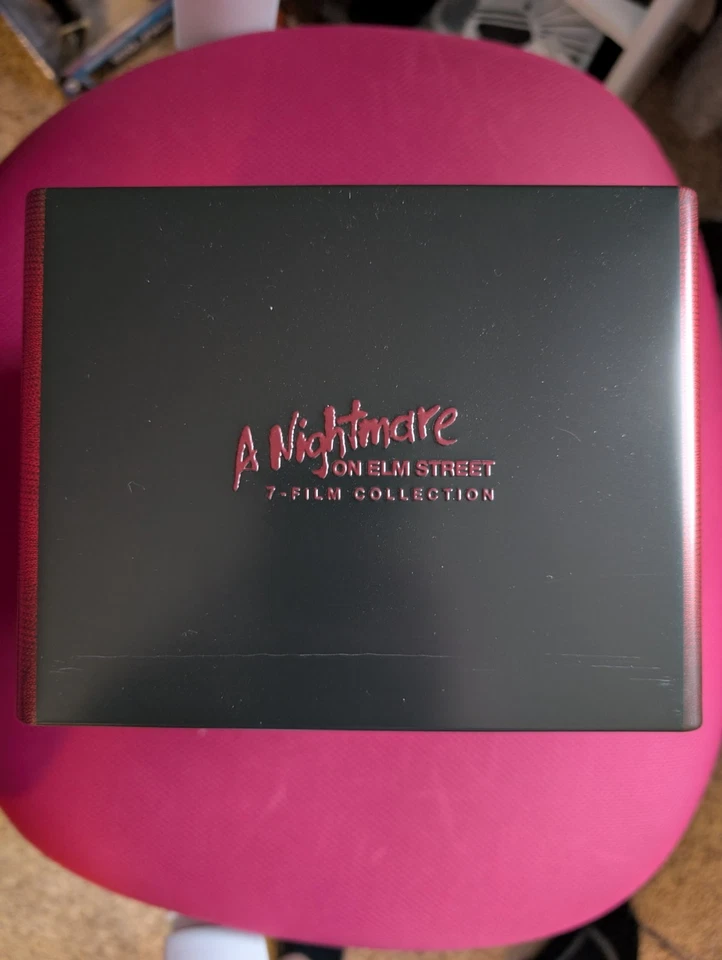 A Nightmare
ON ELM STREET
7-FILM COLLECTION